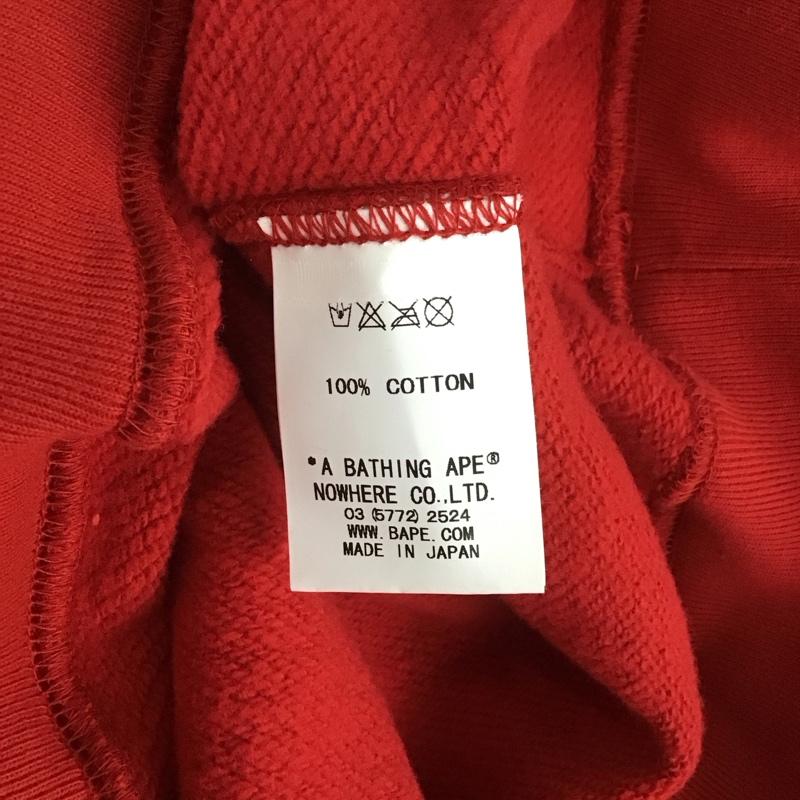 100% COTTON
*A BATHING APE®
NOWHERE CO.,LTD.
03 (5772) 2524
WWW.BAPE.COM
MADE IN JAPAN